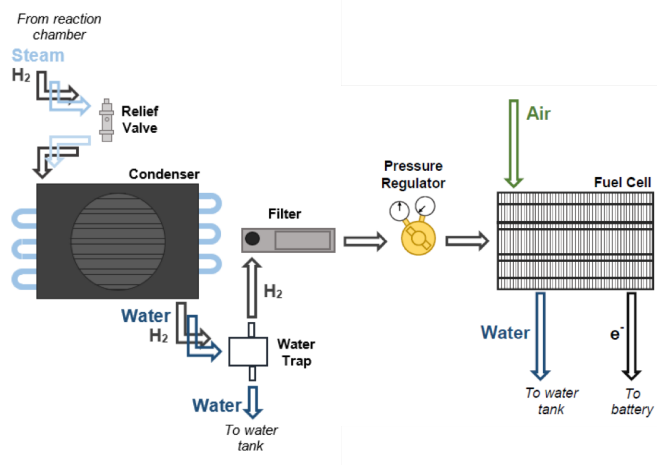 From reaction
chamber
Steam
H2
Relief
Valve
Condenser
Water
H2
Water
Trap
Water
To water
tank
H2
Filter
Pressure
Regulator
Air
Fuel Cell
Water
e-
To water
tank
To
battery